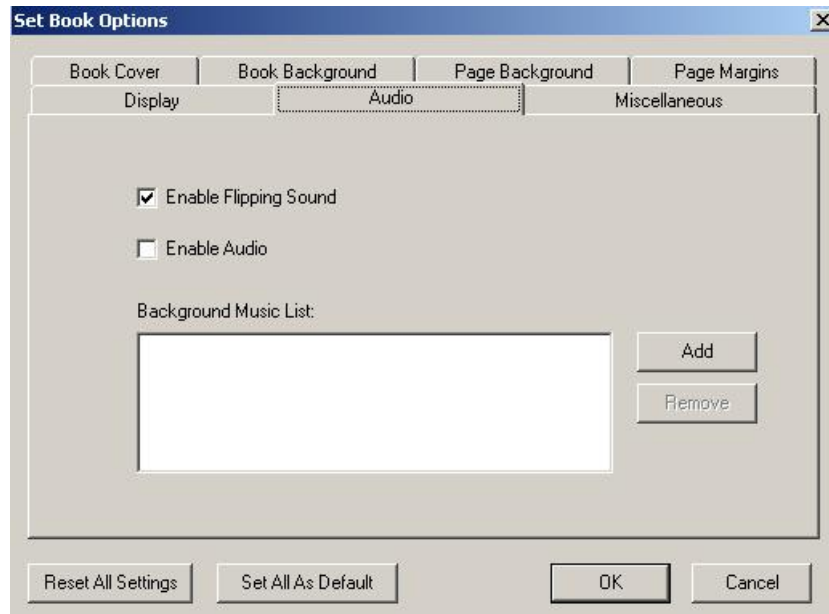 Set Book Options
Book Cover Book Background Page Background Page Margins
Display Audio Miscellaneous
Enable Flipping Sound
Enable Audio
Background Music List:
Add
Remove
Reset All Settings Set All As Default OK Cancel